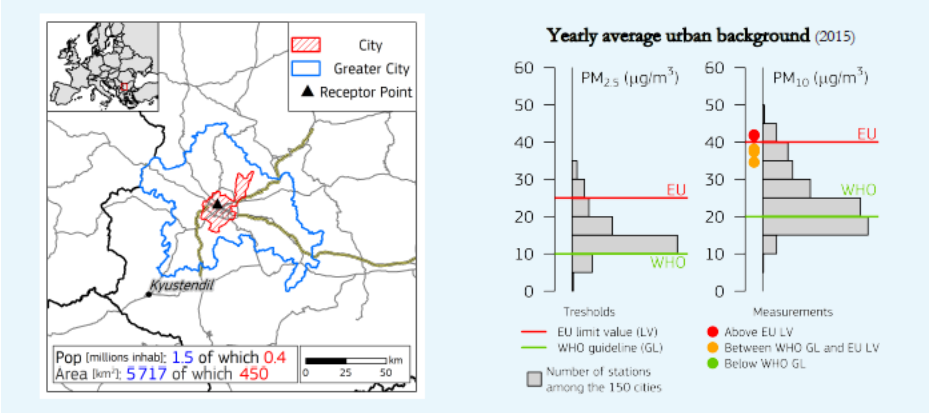 City
Greater City
Receptor Point
Kyustendil
Pop [millions inhab]: 1.5 of which 0.4
Area [km²]: 5717 of which 450
km
0 25 50
Yearly average urban background (2015)
PM2.5 (μg/m³)
60
50
40
30
20
10
0
EU
WHO
PM10 (μg/m³)
60
50
40
30
20
10
0
EU
WHO
Tresholds
EU limit value (LV)
WHO guideline (GL)
Number of stations
among the 150 cities
Measurements
Above EU LV
Between WHO GL and EU LV
Below WHO GL